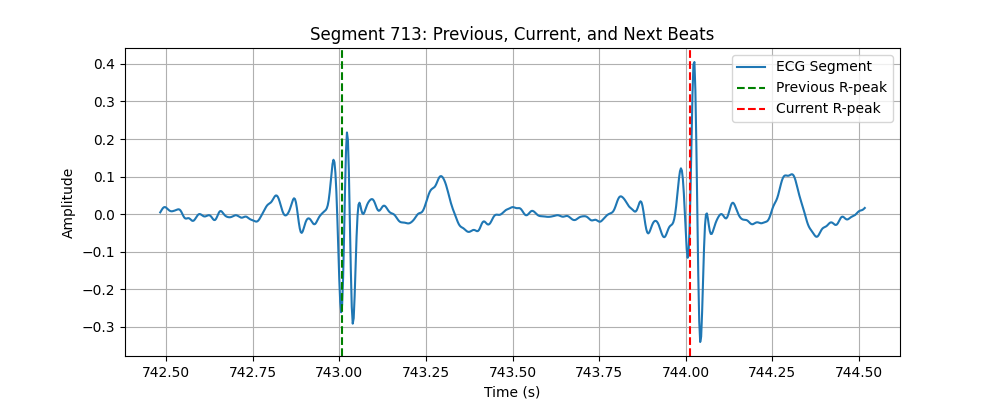 Segment 713: Previous, Current, and Next Beats
ECG Segment
Previous R-peak
Current R-peak
Amplitude
0.4
0.3
0.2
0.1
0.0
−0.1
−0.2
−0.3
742.50
742.75
743.00
743.25
743.50
743.75
744.00
744.25
744.50
Time (s)